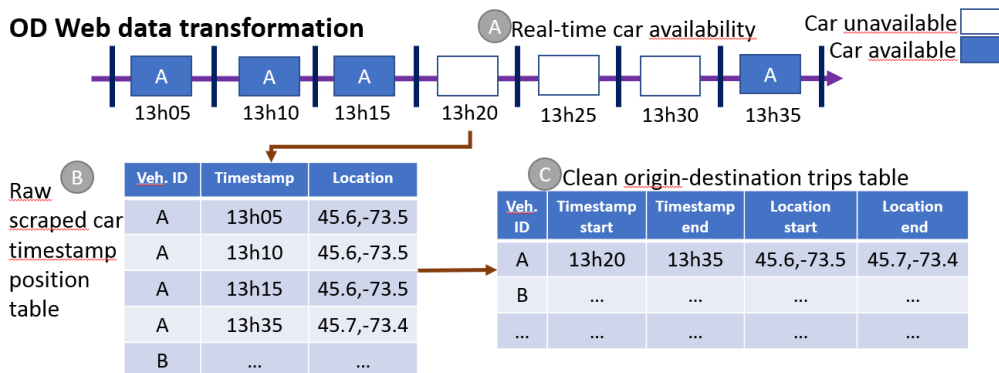 OD Web data transformation
A Real-time car availability
Car unavailable
Car available
A A A A
13h05 13h10 13h15 13h20 13h25 13h30 13h35
B
Raw
scraped car
timestamp
position
table
Veh. ID Timestamp Location
A 13h05 45.6,-73.5
A 13h10 45.6,-73.5
A 13h15 45.6,-73.5
A 13h35 45.7,-73.4
B ... ...
C Clean origin-destination trips table
Veh. ID Timestamp start Timestamp end Location start Location end
A 13h20 13h35 45.6,-73.5 45.7,-73.4
B ... ... ... ...
... ... ... ... ...